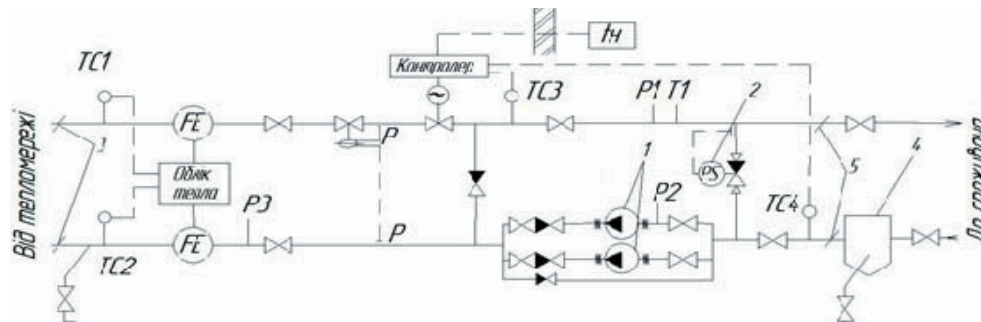 tн
ТС1
Контролер
ТС3
Р1 Т1
2
Від тепломережі
FE
Р
1
Облік
тепла
1
PS
5
4
До споживача
Р3
Р2
ТС4
FE
Р
ТС2